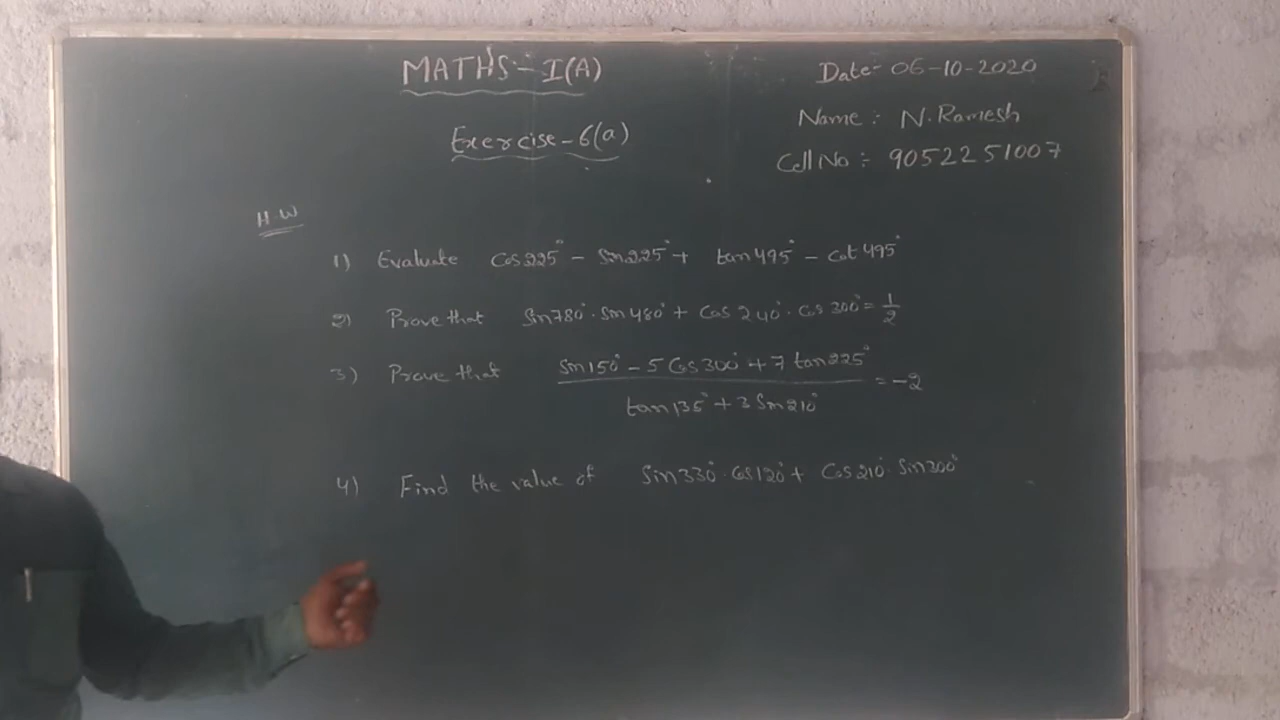 MATHS:- I(A)
Date:- 06-10-2020
Name : N. Ramesh
Exercise-6(a)
Cell No : 9052251007
H.W
1) Evaluate Cos225° - Sin225° + tan495° - cot495°
2) Prove that Sin780°·Sin480° + Cos240°·Cos300° = 1/2
3) Prove that (Sin150° - 5Cos300° + 7tan225°)/(tan135° + 3Sin210°) = -2
4) Find the value of Sin330°·Cos120° + Cos210°·Sin300°